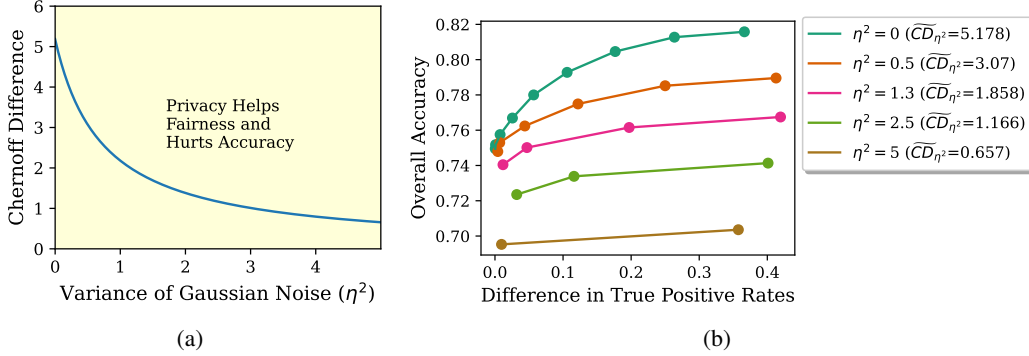 6
5
4
3
2
1
0
Chernoff Difference
Privacy Helps
Fairness and
Hurts Accuracy
0 1 2 3 4
Variance of Gaussian Noise (η²)
(a)
0.82
0.80
0.78
0.76
0.74
0.72
0.70
Overall Accuracy
0.0 0.1 0.2 0.3 0.4
Difference in True Positive Rates
(b)
η² = 0 (C͠D_η²=5.178)
η² = 0.5 (C͠D_η²=3.07)
η² = 1.3 (C͠D_η²=1.858)
η² = 2.5 (C͠D_η²=1.166)
η² = 5 (C͠D_η²=0.657)